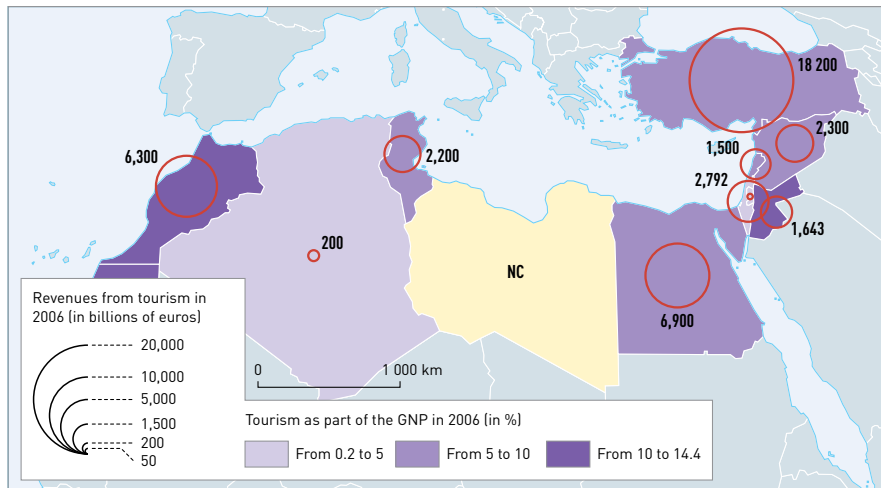 18 200
2,300
1,500
6,300
2,200
2,792
1,643
200
NC
6,900
Revenues from tourism in
2006 (in billions of euros)
20,000
10,000
5,000
1,500
200
50
0 1 000 km
Tourism as part of the GNP in 2006 (in %)
From 0.2 to 5 From 5 to 10 From 10 to 14.4